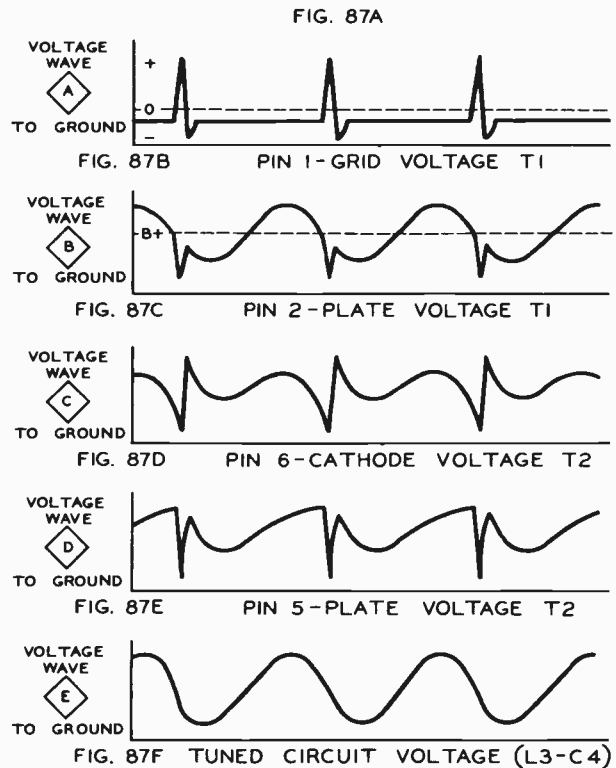 FIG. 87A
VOLTAGE
WAVE
A
TO GROUND
+
O
−
FIG. 87B PIN 1-GRID VOLTAGE T1
VOLTAGE
WAVE
B
TO GROUND
B+
FIG. 87C PIN 2-PLATE VOLTAGE T1
VOLTAGE
WAVE
C
TO GROUND
FIG. 87D PIN 6-CATHODE VOLTAGE T2
VOLTAGE
WAVE
D
TO GROUND
FIG. 87E PIN 5-PLATE VOLTAGE T2
VOLTAGE
WAVE
E
TO GROUND
FIG. 87F TUNED CIRCUIT VOLTAGE (L3-C4)